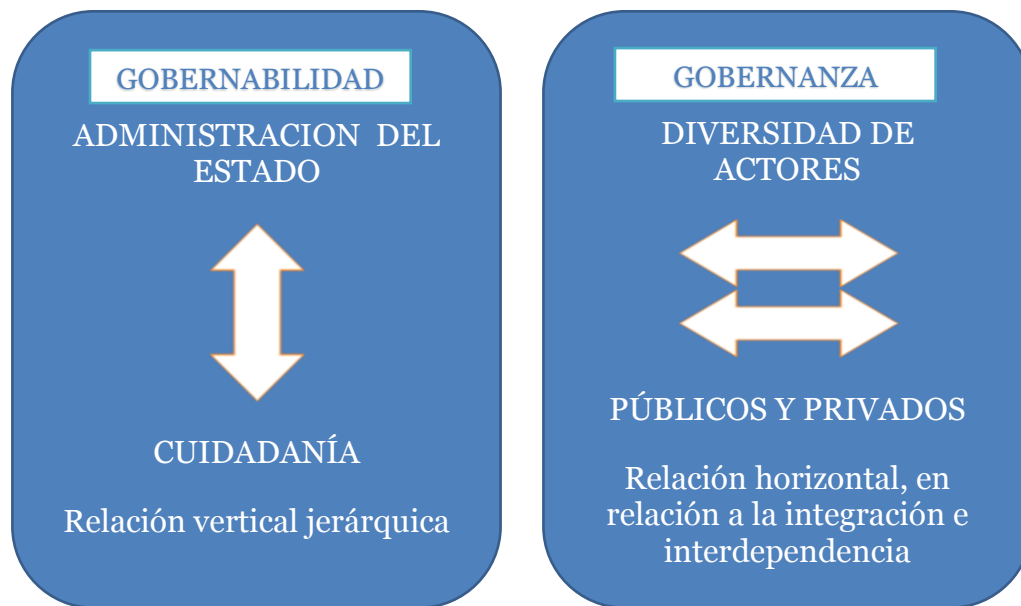 GOBERNABILIDAD
ADMINISTRACION DEL
ESTADO
CUIDADANÍA
Relación vertical jerárquica
GOBERNANZA
DIVERSIDAD DE
ACTORES
PÚBLICOS Y PRIVADOS
Relación horizontal, en
relación a la integración e
interdependencia